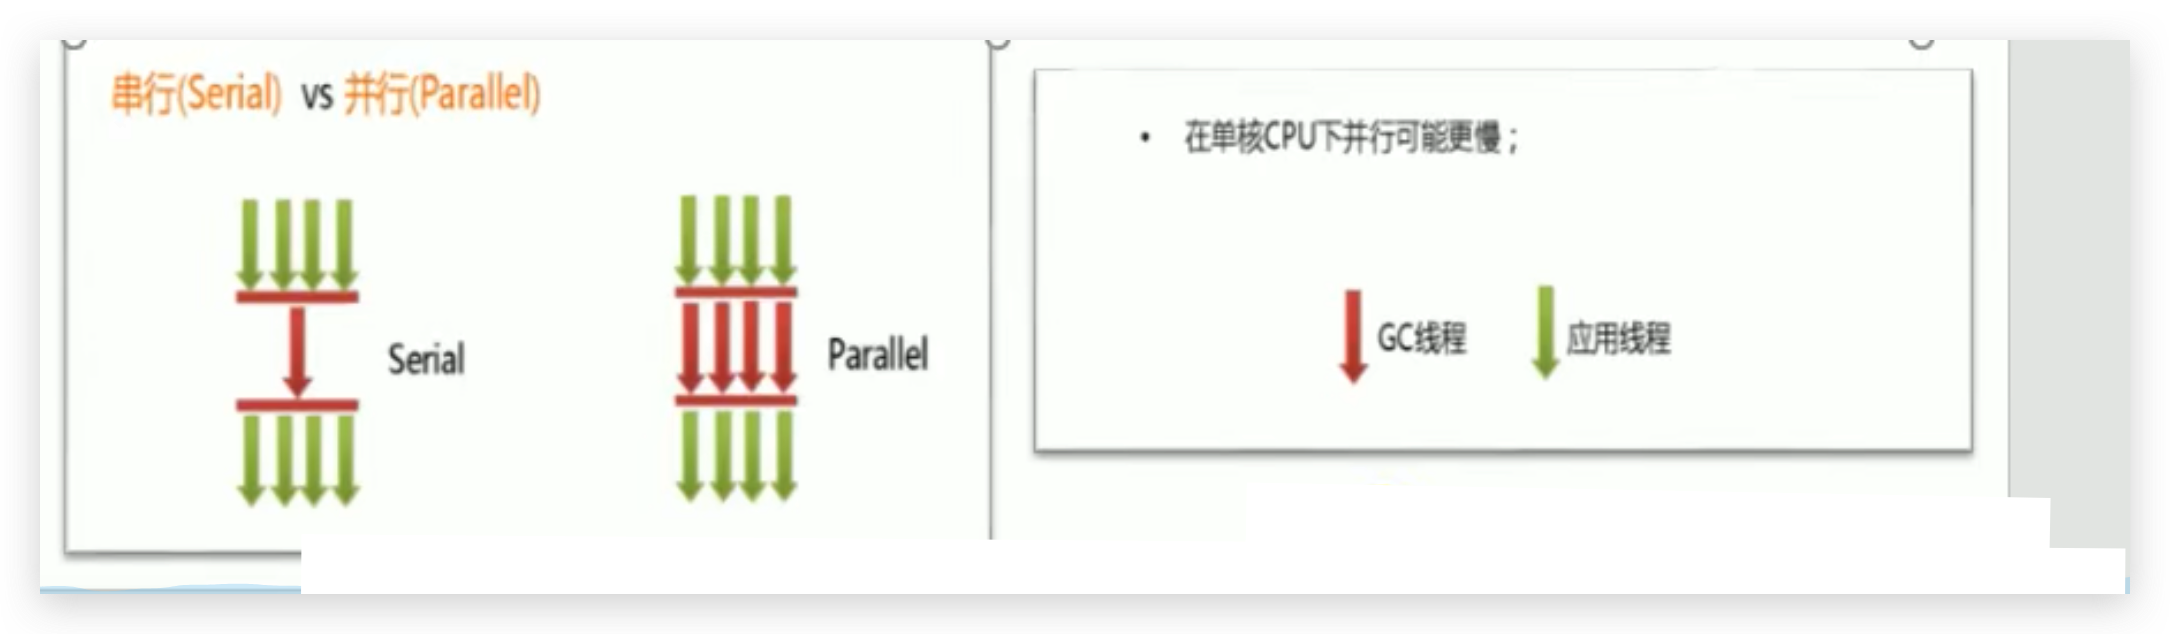 串行(Serial) vs 并行(Parallel)
Serial
Parallel
• 在单核CPU下并行可能更慢；
GC线程
应用线程